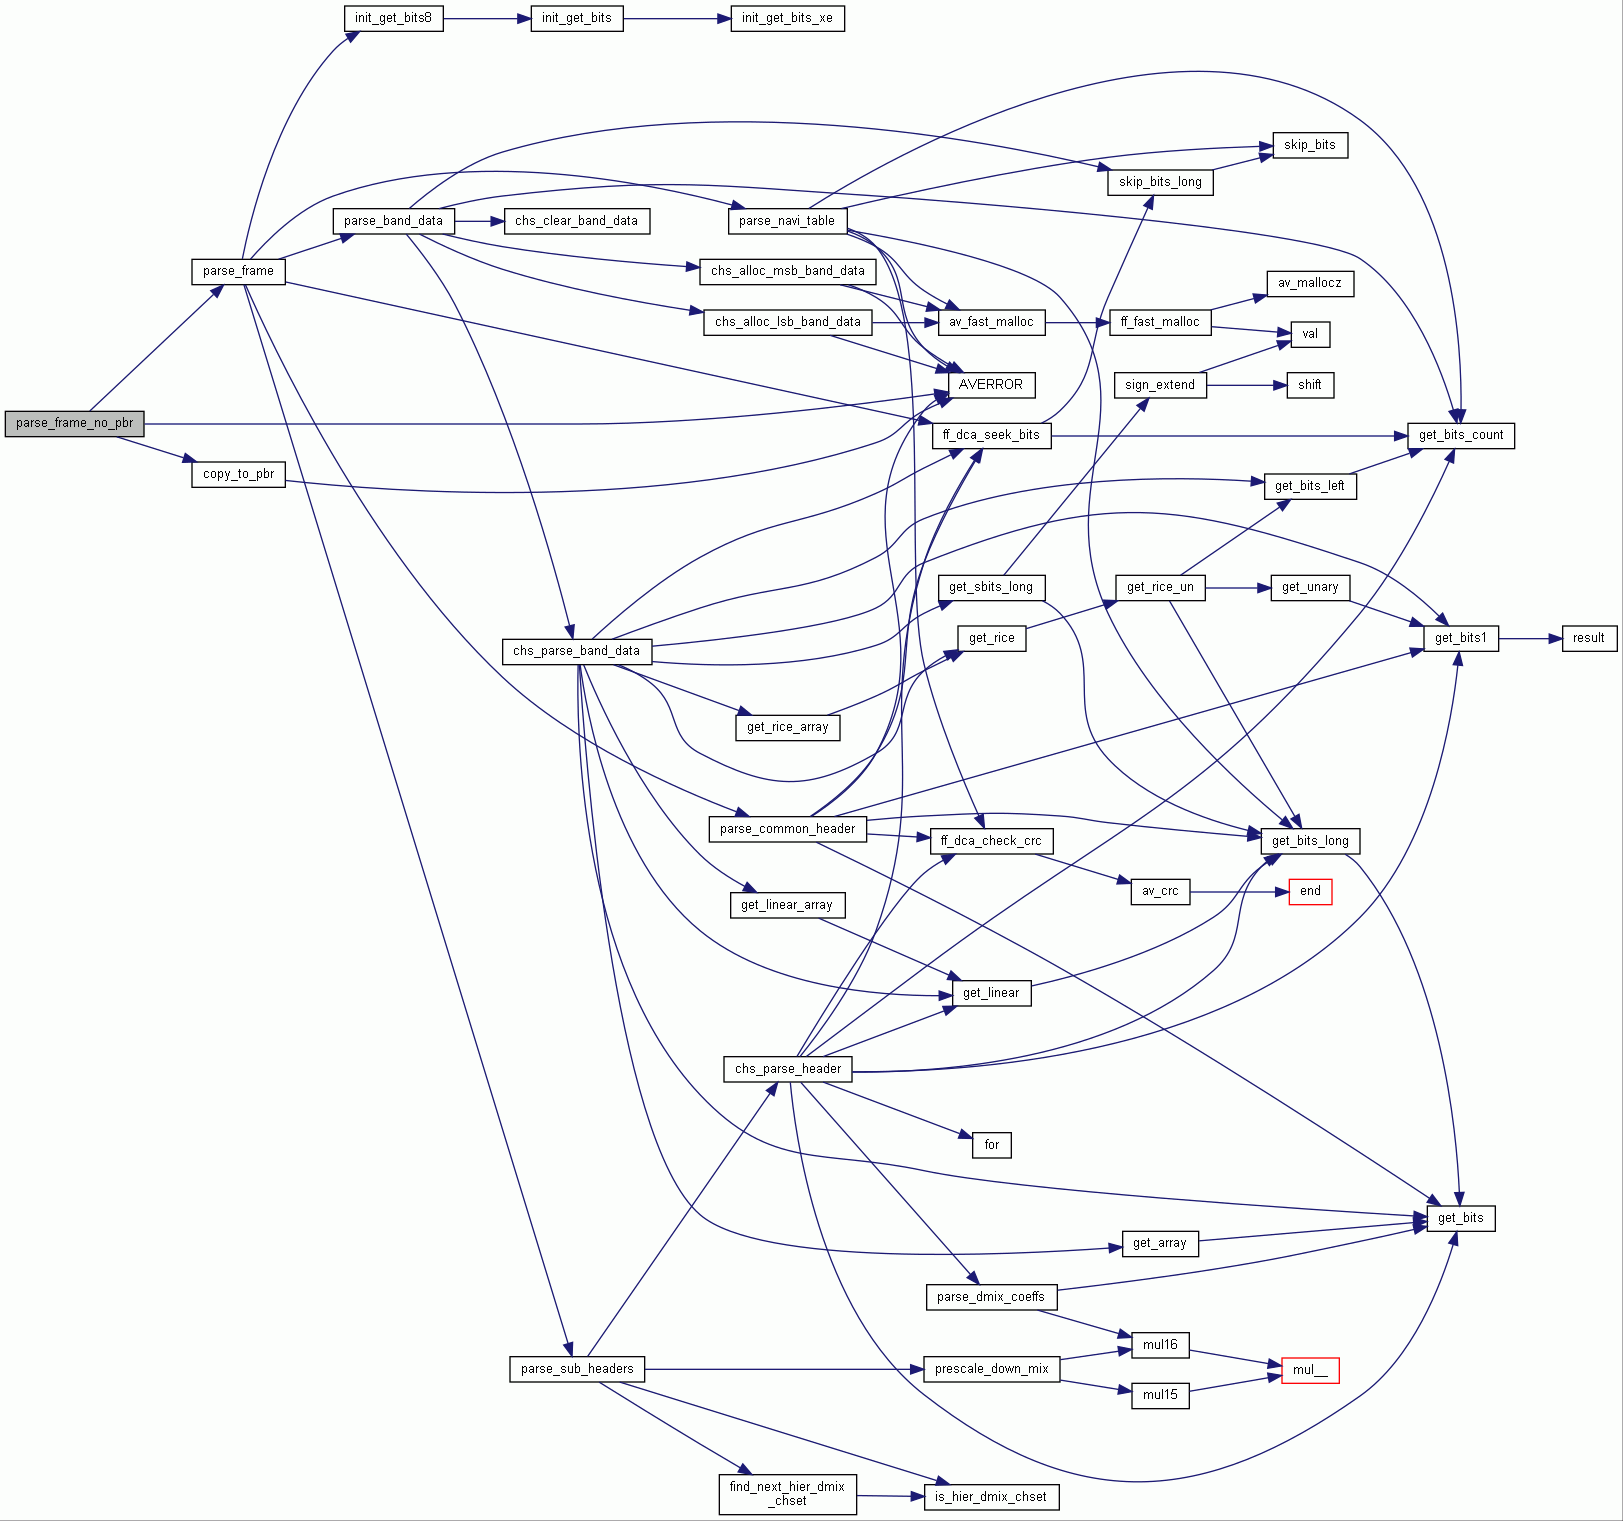 init_get_bits8
init_get_bits
init_get_bits_xe
skip_bits
skip_bits_long
parse_band_data
chs_clear_band_data
parse_navi_table
parse_frame
chs_alloc_msb_band_data
av_mallocz
chs_alloc_lsb_band_data
av_fast_malloc
ff_fast_malloc
val
AVERROR
sign_extend
shift
parse_frame_no_pbr
ff_dca_seek_bits
get_bits_count
copy_to_pbr
get_bits_left
get_sbits_long
get_rice_un
get_unary
get_rice
get_bits1
result
chs_parse_band_data
get_rice_array
parse_common_header
ff_dca_check_crc
get_bits_long
av_crc
end
get_linear_array
get_linear
chs_parse_header
for
get_bits
get_array
parse_dmix_coeffs
mul16
parse_sub_headers
prescale_down_mix
mul__
mul15
find_next_hier_dmix
_chset
is_hier_dmix_chset